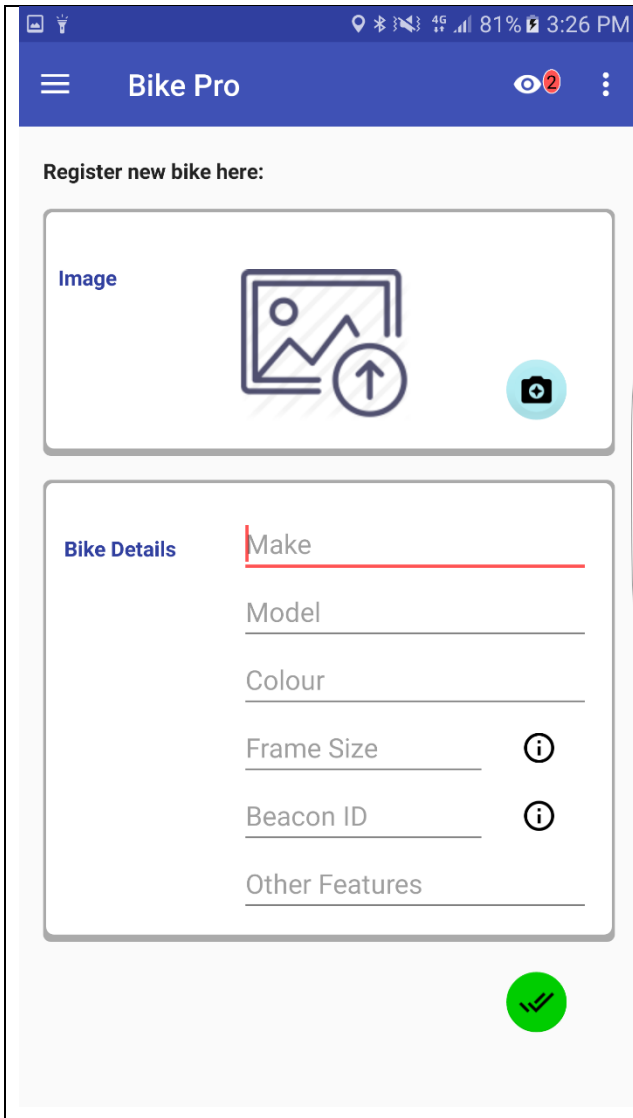 4G 81% 3:26 PM
Bike Pro 2
Register new bike here:
Image
Bike Details
Make
Model
Colour
Frame Size
Beacon ID
Other Features